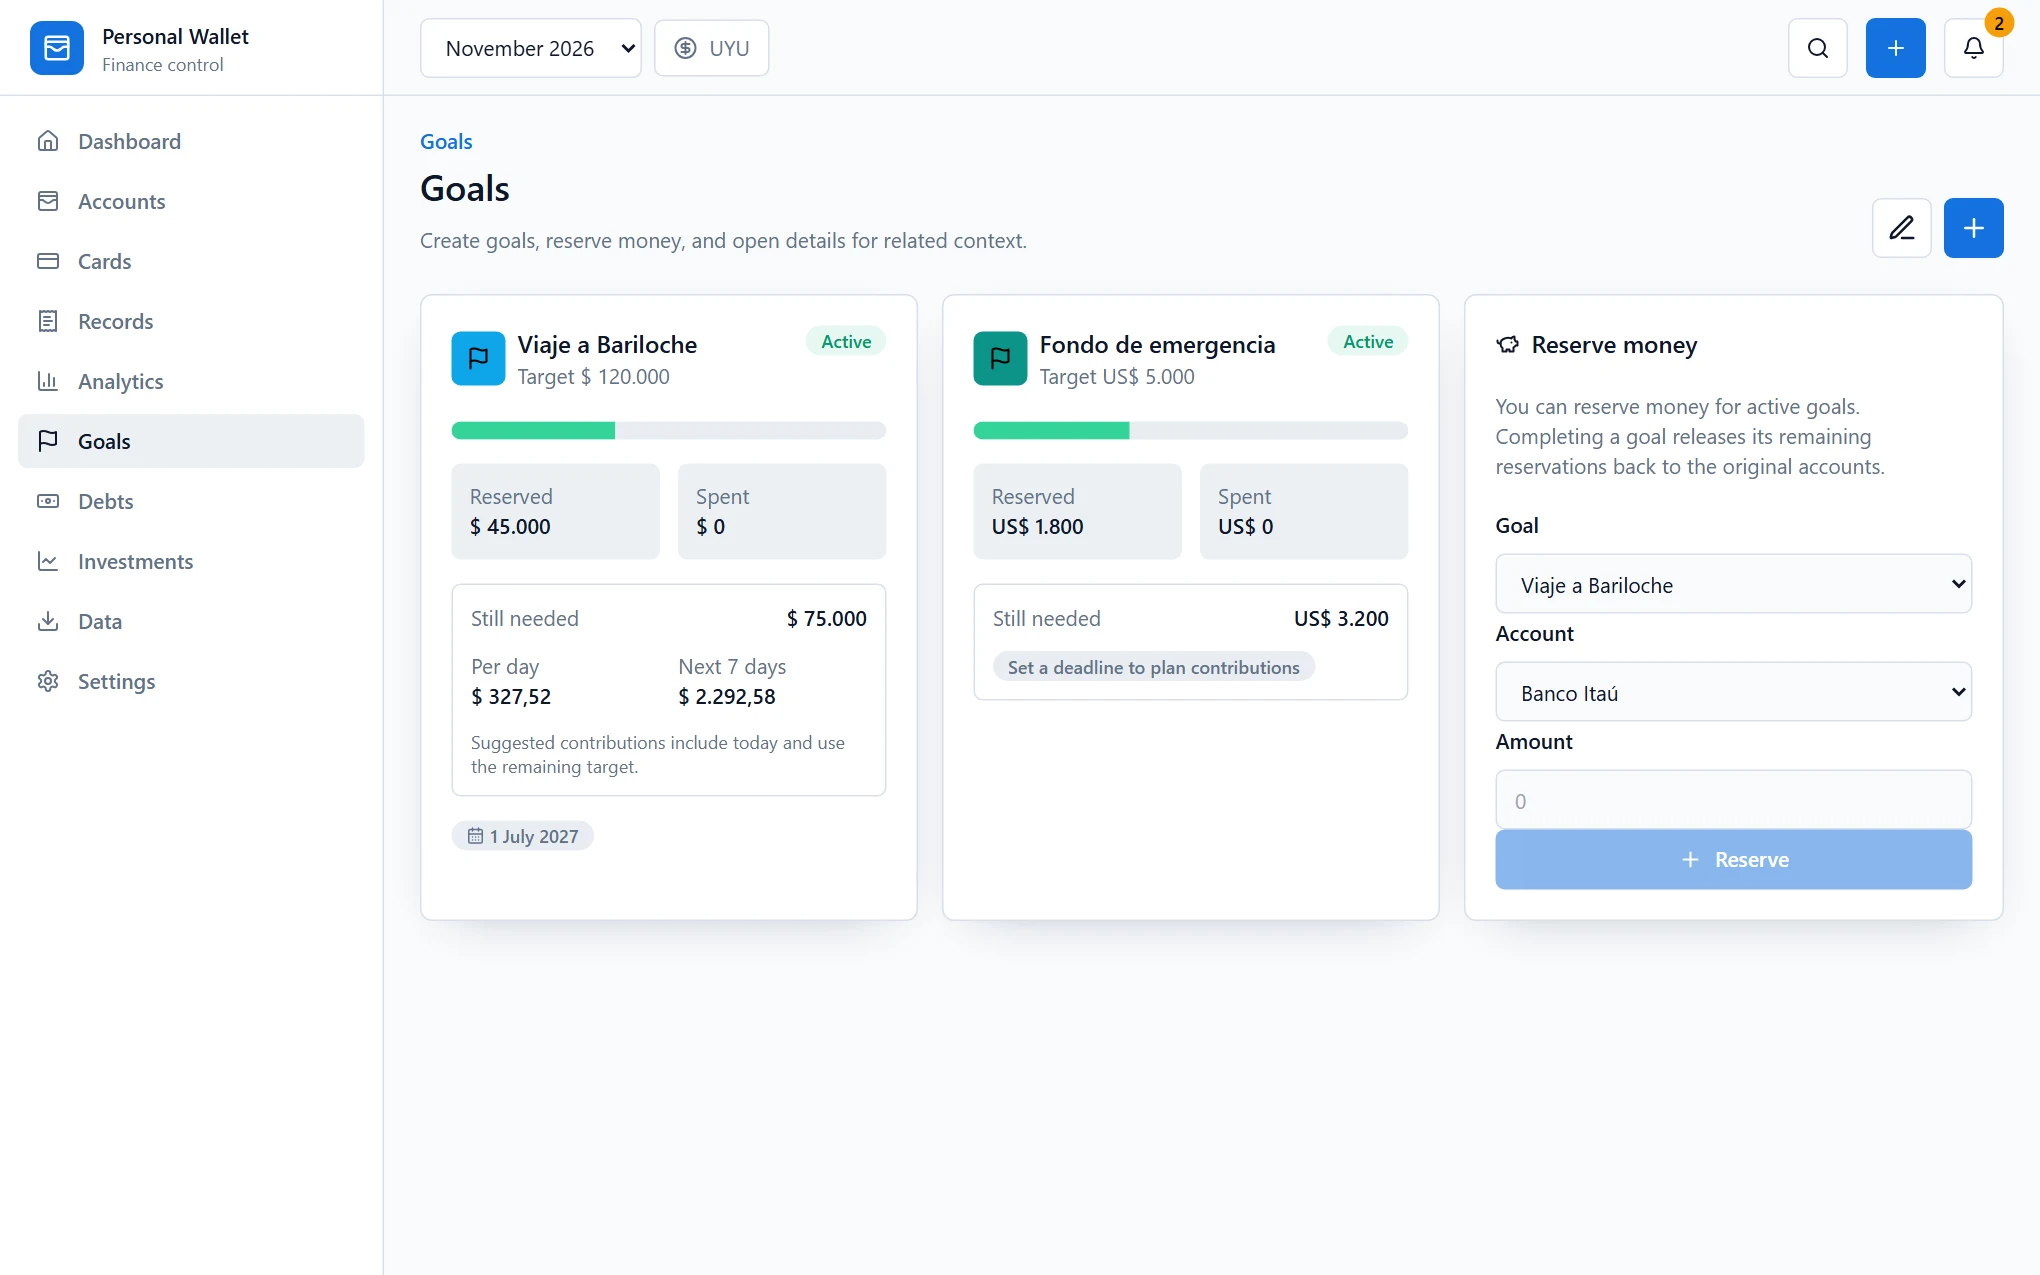 Personal Wallet
Finance control
November 2026
UYU
2
Dashboard
Accounts
Cards
Records
Analytics
Goals
Debts
Investments
Data
Settings
Goals
Goals
Create goals, reserve money, and open details for related context.
Viaje a Bariloche
Active
Target $ 120.000
Reserved
$ 45.000
Spent
$ 0
Still needed
$ 75.000
Per day
$ 327,52
Next 7 days
$ 2.292,58
Suggested contributions include today and use
the remaining target.
1 July 2027
Fondo de emergencia
Active
Target US$ 5.000
Reserved
US$ 1.800
Spent
US$ 0
Still needed
US$ 3.200
Set a deadline to plan contributions
Reserve money
You can reserve money for active goals.
Completing a goal releases its remaining
reservations back to the original accounts.
Goal
Viaje a Bariloche
Account
Banco Itaú
Amount
0
Reserve